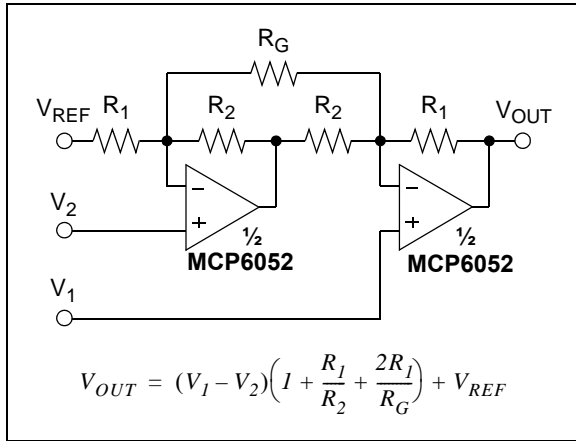 R_G
V_REF R_1 R_2 R_2 R_1 V_OUT
−
+
−
+
V_2
½
MCP6052
½
MCP6052
V_1
V_OUT = (V_1 – V_2)(1 + R_1/R_2 + 2R_1/R_G) + V_REF